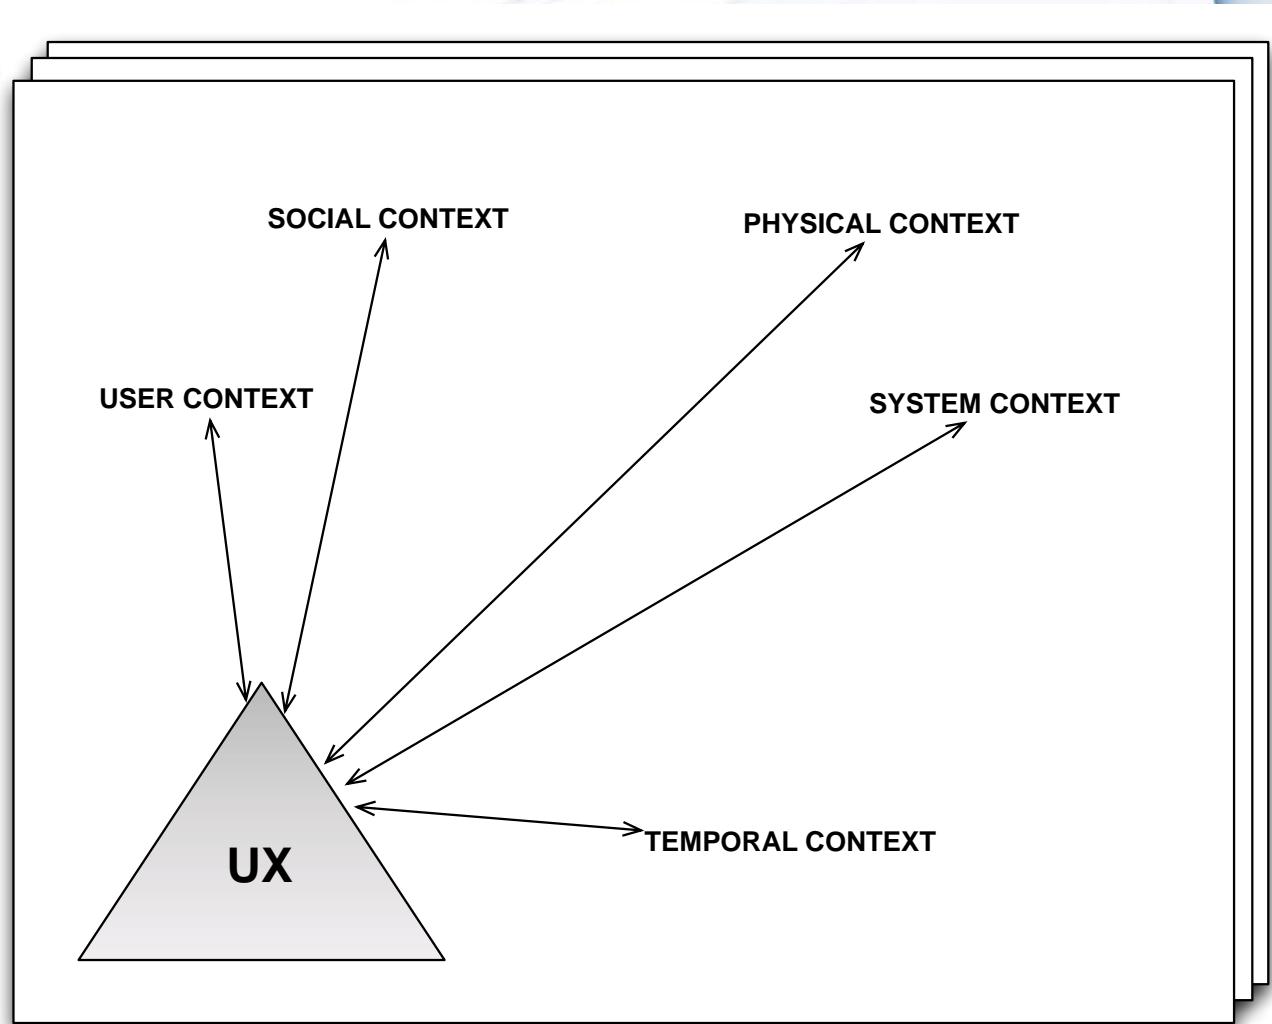 SOCIAL CONTEXT
PHYSICAL CONTEXT
USER CONTEXT
SYSTEM CONTEXT
TEMPORAL CONTEXT
UX